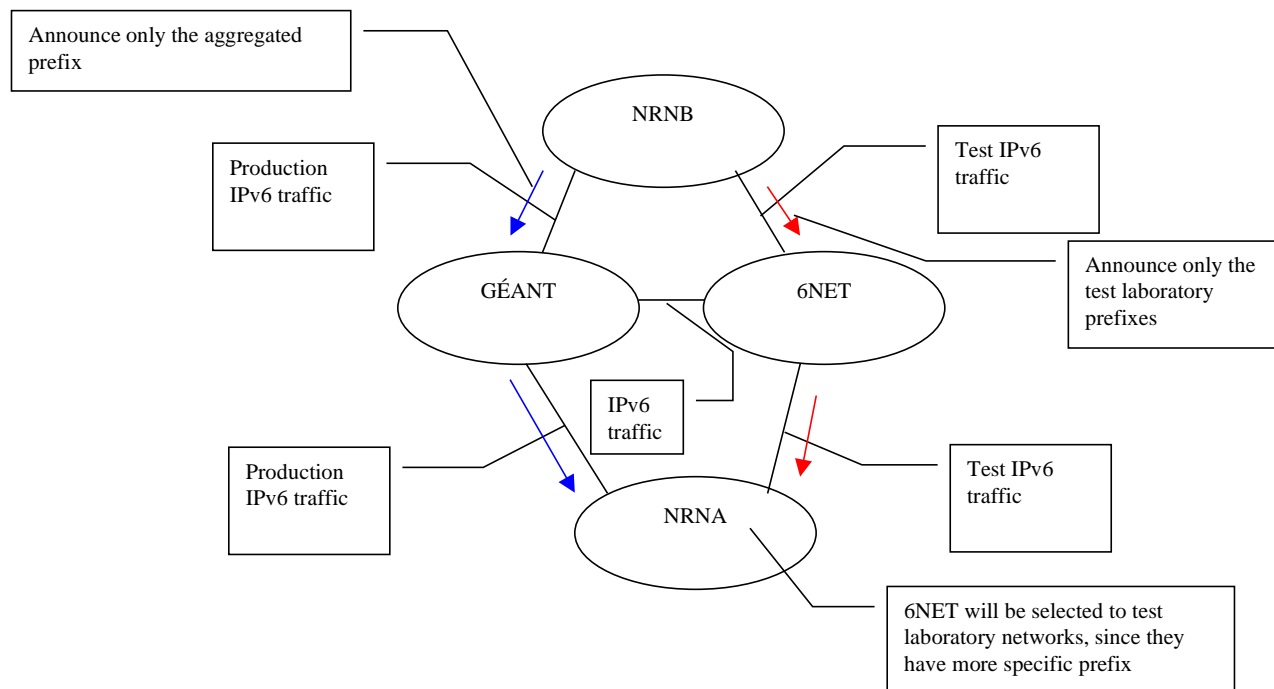 Announce only the aggregated
prefix
NRNB
Production
IPv6 traffic
Test IPv6
traffic
GÉANT
6NET
Announce only the
test laboratory
prefixes
IPv6
traffic
Production
IPv6 traffic
Test IPv6
traffic
NRNA
6NET will be selected to test
laboratory networks, since they
have more specific prefix